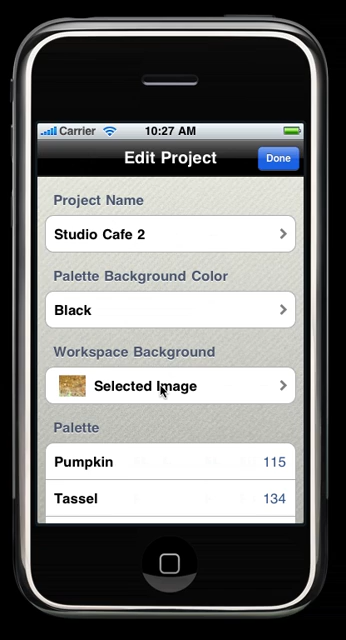 Carrier 10:27 AM
Edit Project Done
Project Name
Studio Cafe 2
Palette Background Color
Black
Workspace Background
Selected Image
Palette
Pumpkin 115
Tassel 134